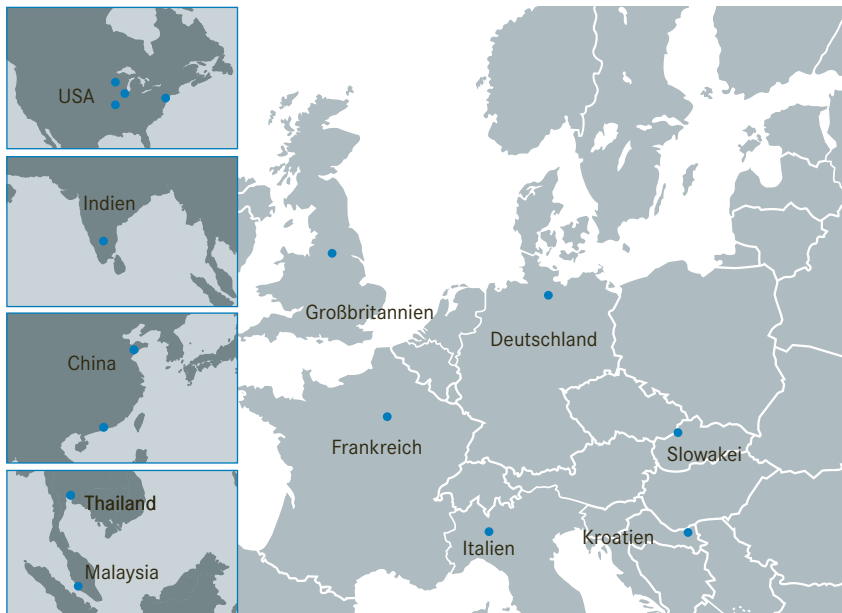 USA
Indien
China
Thailand
Malaysia
Großbritannien
Deutschland
Frankreich
Slowakei
Italien
Kroatien